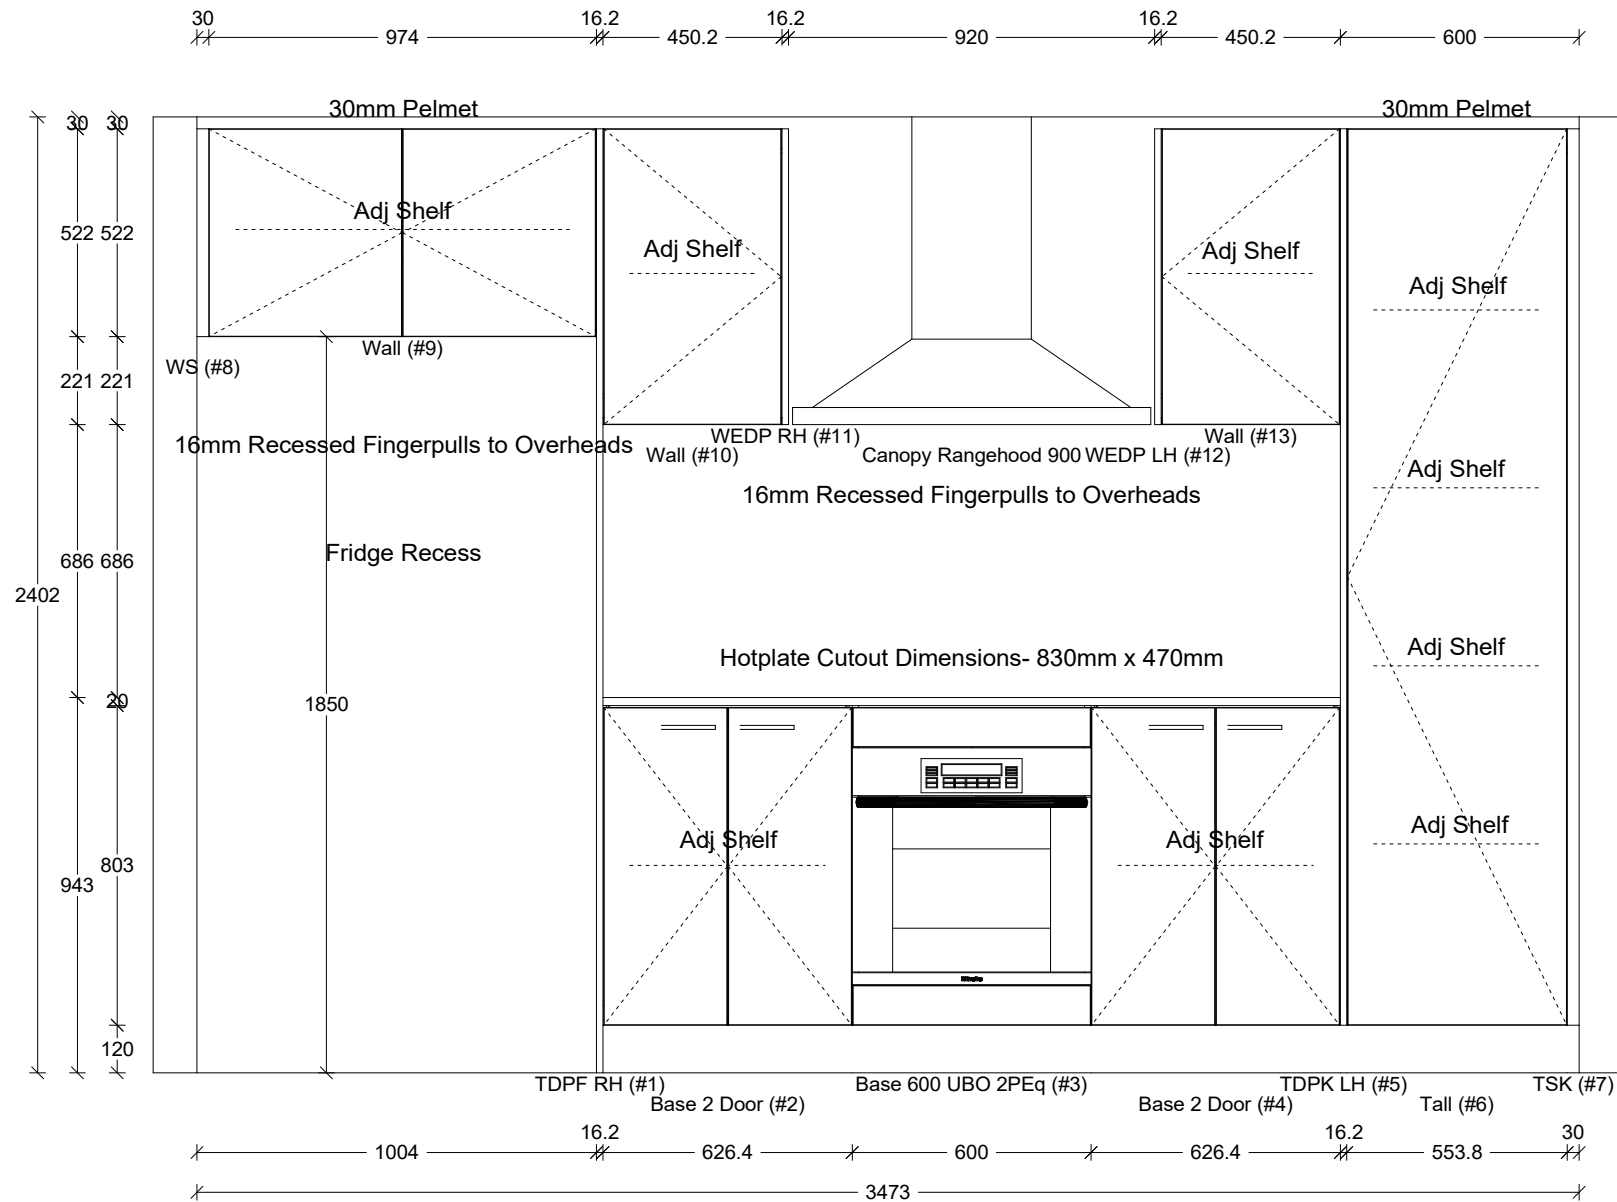 30 16.2 16.2 16.2
974 450.2 920 450.2 600
30mm Pelmet 30mm Pelmet
30 30
Adj Shelf
522 522 Adj Shelf Adj Shelf
Adj Shelf
Wall (#9)
WS (#8)
221 221
WEDP RH (#11) Wall (#13)
16mm Recessed Fingerpulls to Overheads
Wall (#10) Canopy Rangehood 900 WEDP LH (#12)
Adj Shelf
16mm Recessed Fingerpulls to Overheads
Fridge Recess
686 686
2402
Adj Shelf
Hotplate Cutout Dimensions- 830mm x 470mm
20
1850
Adj Shelf
Adj Shelf Adj Shelf
803
943
120
TDPF RH (#1) Base 600 UBO 2PEq (#3) TDPK LH (#5) TSK (#7)
Base 2 Door (#2) Base 2 Door (#4) Tall (#6)
16.2 16.2 30
1004 626.4 600 626.4 553.8
3473